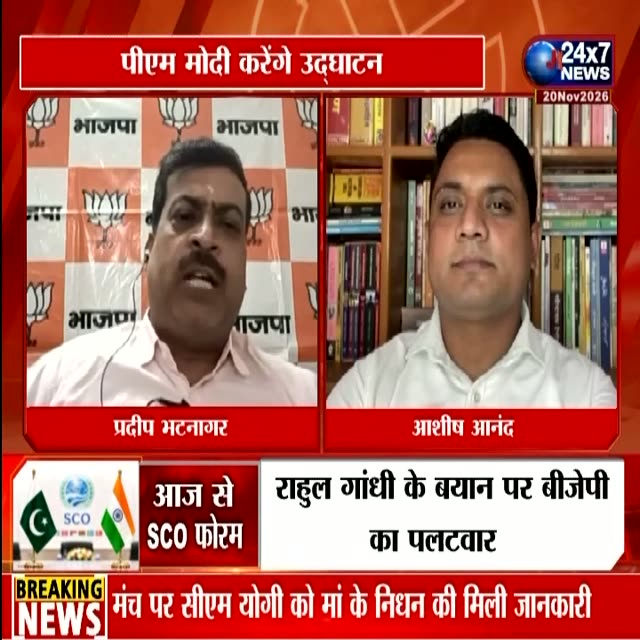 पीएम मोदी करेंगे उद्घाटन
24x7
NEWS
20Nov2026
भाजपा
भाजपा
भाजपा
भाजपा
प्रदीप भटनागर
आशीष आनंद
SCO
आज से
SCO फोरम
राहुल गांधी के बयान पर बीजेपी
का पलटवार
BREAKING
NEWS
मंच पर सीएम योगी को मां के निधन की मिली जानकारी